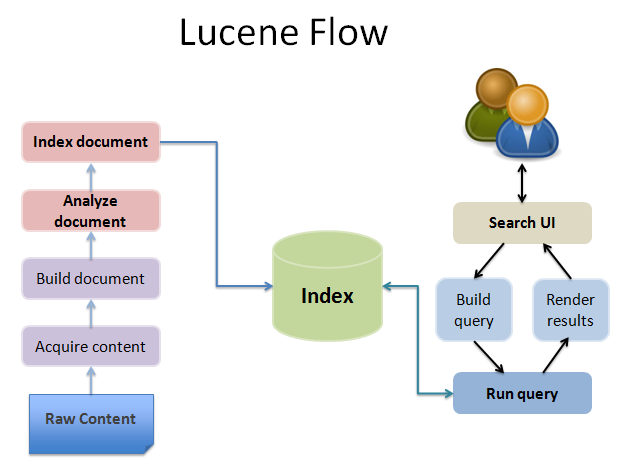 Lucene Flow
Index document
Analyze
document
Build document
Acquire content
Raw Content
Index
Search UI
Build
query
Render
results
Run query